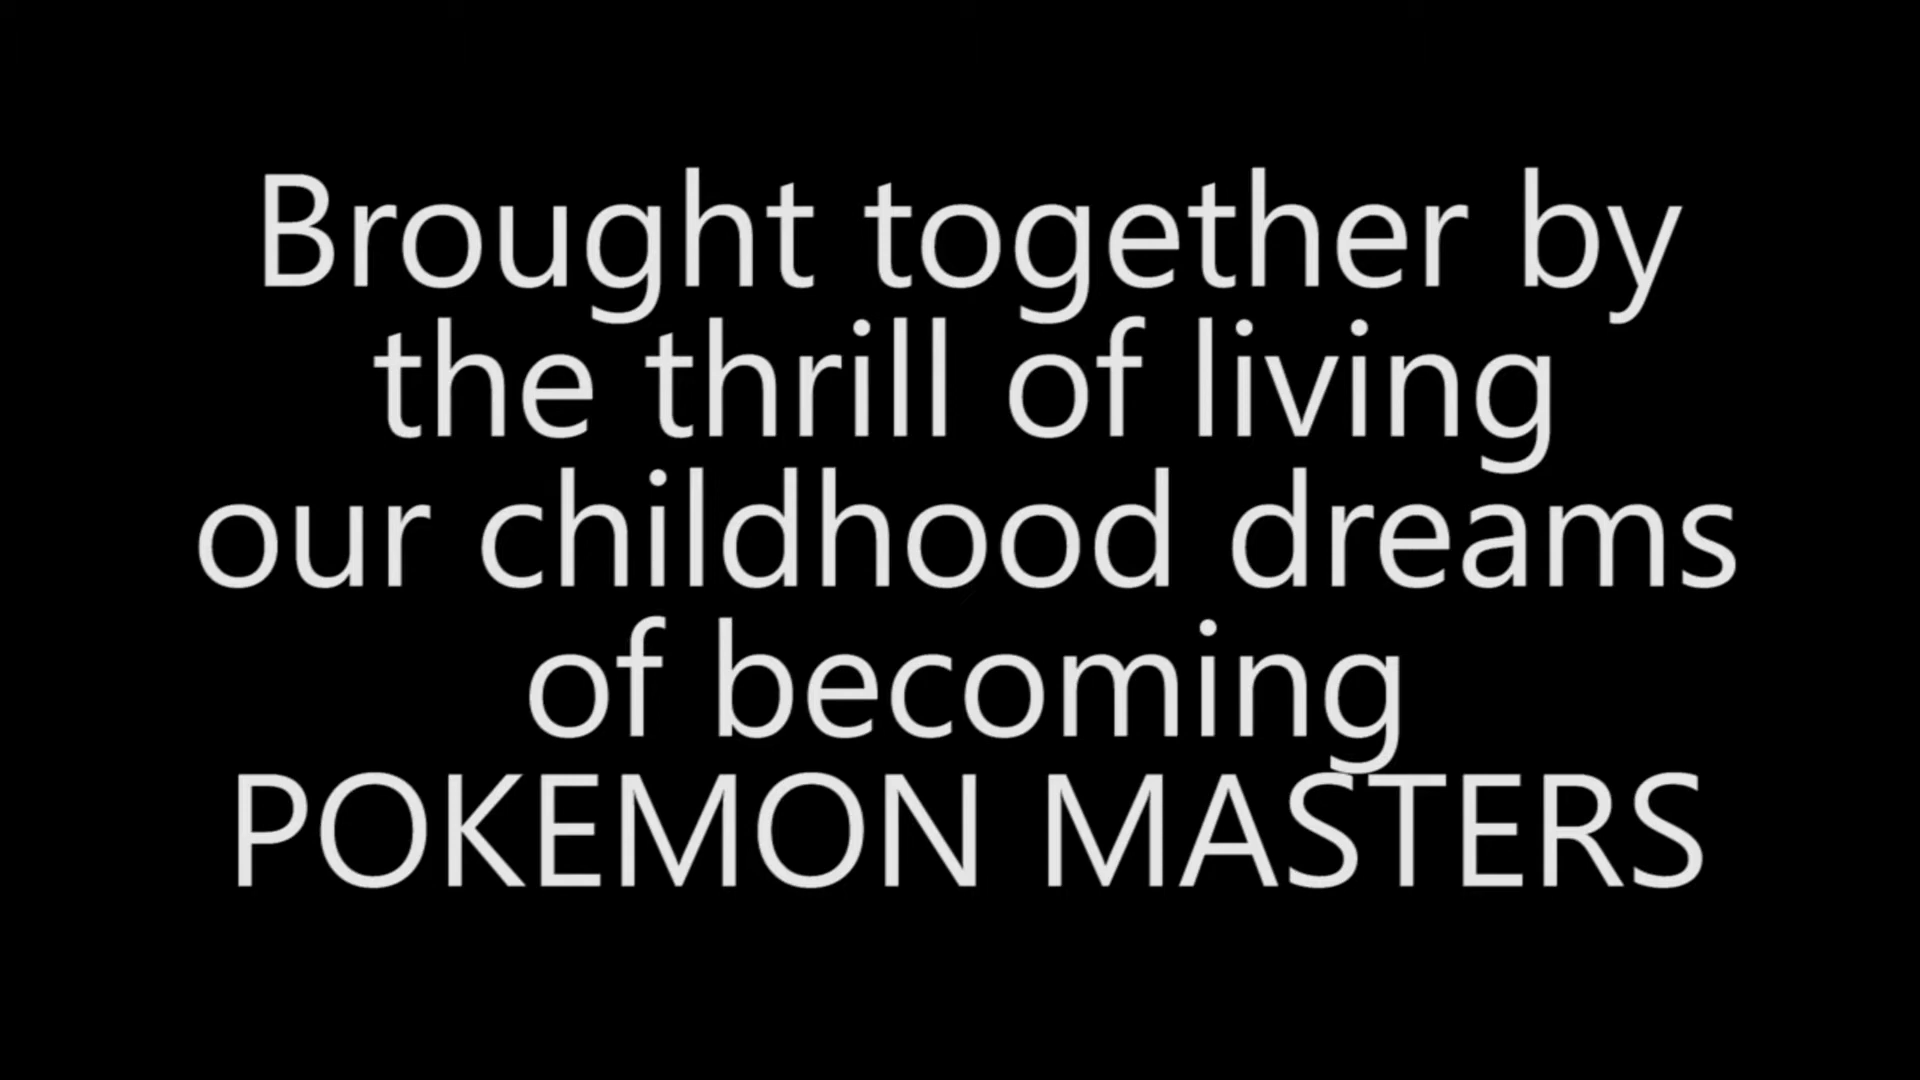 Brought together by
the thrill of living
our childhood dreams
of becoming
POKEMON MASTERS